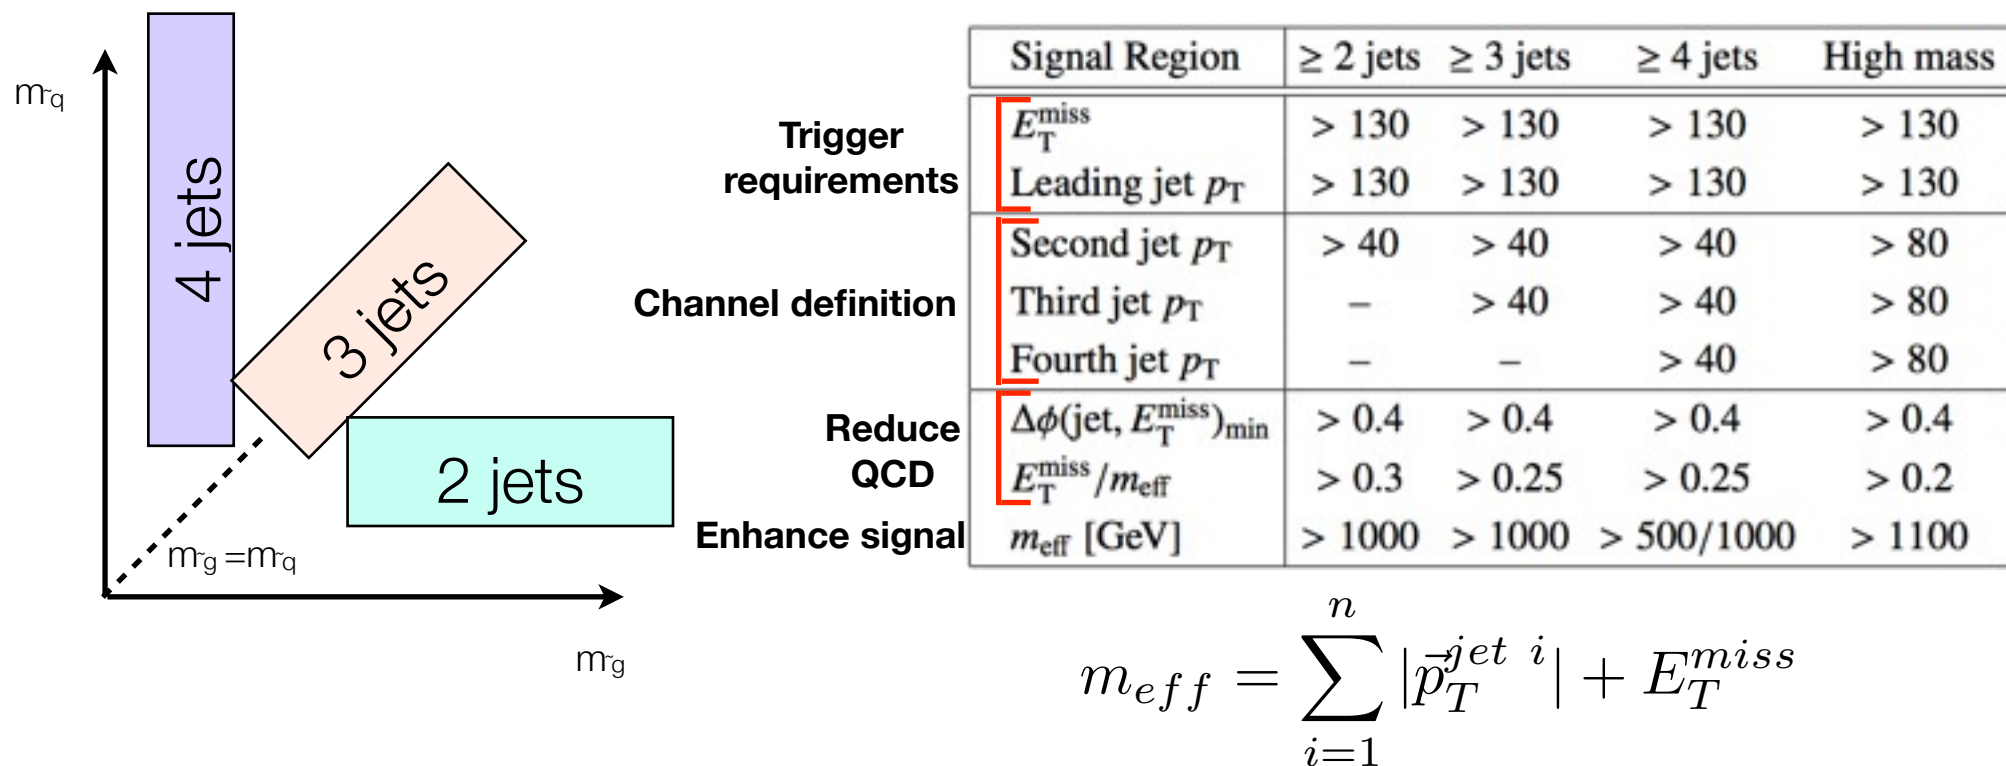 m~q
4 jets
3 jets
2 jets
m~g =m~q
m~g
Trigger
requirements
Channel definition
Reduce
QCD
Enhance signal
Signal Region ≥ 2 jets ≥ 3 jets ≥ 4 jets High mass
E_T^miss > 130 > 130 > 130 > 130
Leading jet p_T > 130 > 130 > 130 > 130
Second jet p_T > 40 > 40 > 40 > 80
Third jet p_T – > 40 > 40 > 80
Fourth jet p_T – – > 40 > 80
Δϕ(jet, E_T^miss)_min > 0.4 > 0.4 > 0.4 > 0.4
E_T^miss/m_eff > 0.3 > 0.25 > 0.25 > 0.2
m_eff [GeV] > 1000 > 1000 > 500/1000 > 1100
m_{eff} = \sum_{i=1}^{n} |\vec{p}_T^{jet i}| + E_T^{miss}